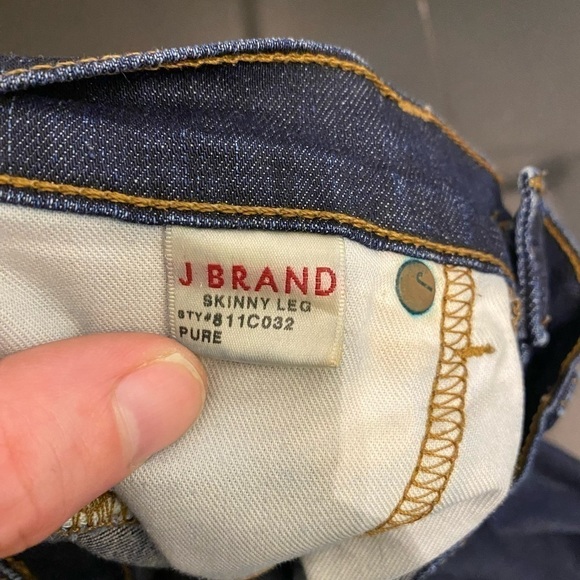 J BRAND
SKINNY LEG
STY#811C032
PURE